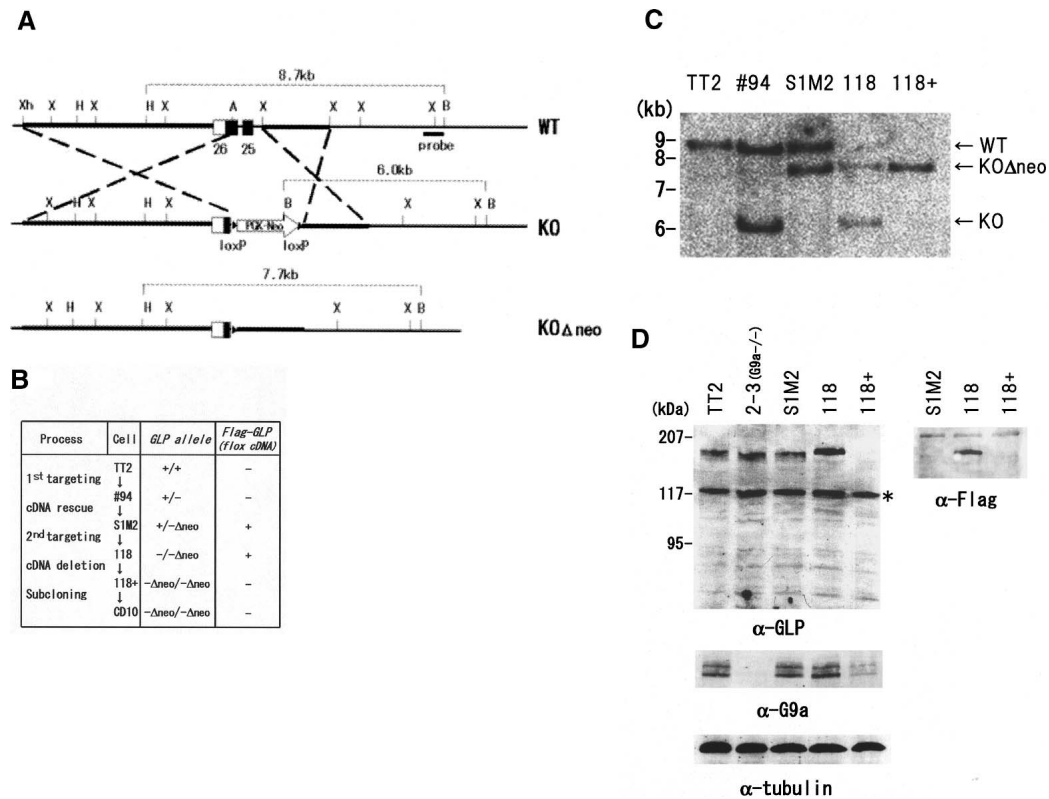 A
8.7kb
Xh X H X H X A X X X X B
26 25 probe WT
6.0kb
X H X H X B X X B
PGK-Neo KO
loxP loxP
7.7kb
X H X H X X X B
KOΔneo
B
Process Cell GLP allele Flag-GLP
(flox cDNA)
TT2 +/+ -
1st targeting ↓
#94 +/- -
cDNA rescue ↓
S1M2 +/-Δneo +
2nd targeting ↓
118 -/-Δneo +
cDNA deletion ↓
118+ -Δneo/-Δneo -
Subcloning ↓
CD10 -Δneo/-Δneo -
C
TT2 #94 S1M2 118 118+
(kb)
9- ← WT
8- ← KOΔneo
7-
6- ← KO
D
TT2 2-3(G9a-/-) S1M2 118 118+
(kDa)
207-
117- *
95-
α-GLP
α-G9a
α-tubulin
S1M2 118 118+
α-Flag